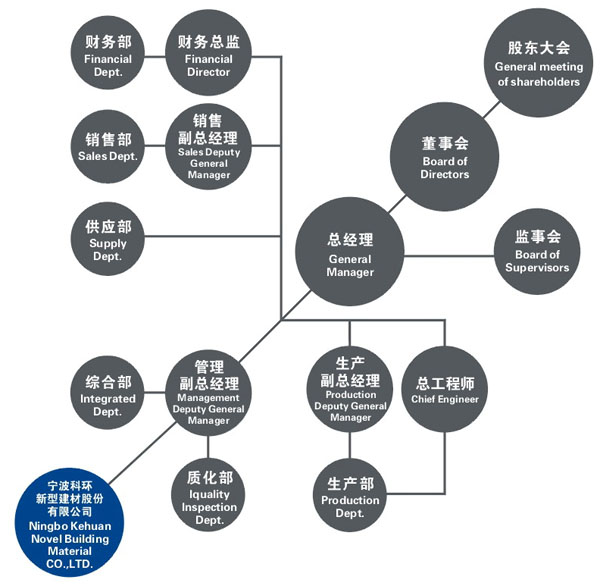 财务部
Financial
Dept.
财务总监
Financial
Director
股东大会
General meeting
of shareholders
销售部
Sales Dept.
销售
副总经理
Sales Deputy
General
Manager
董事会
Board of
Directors
供应部
Supply
Dept.
总经理
General
Manager
监事会
Board of
Supervisors
综合部
Integrated
Dept.
管理
副总经理
Management
Deputy General
Manager
生产
副总经理
Production
Deputy General
Manager
总工程师
Chief Engineer
质化部
Iquality
Inspection
Dept.
生产部
Production
Dept.
宁波科环
新型建材股份
有限公司
Ningbo Kehuan
Novel Building
Material
CO.,LTD.